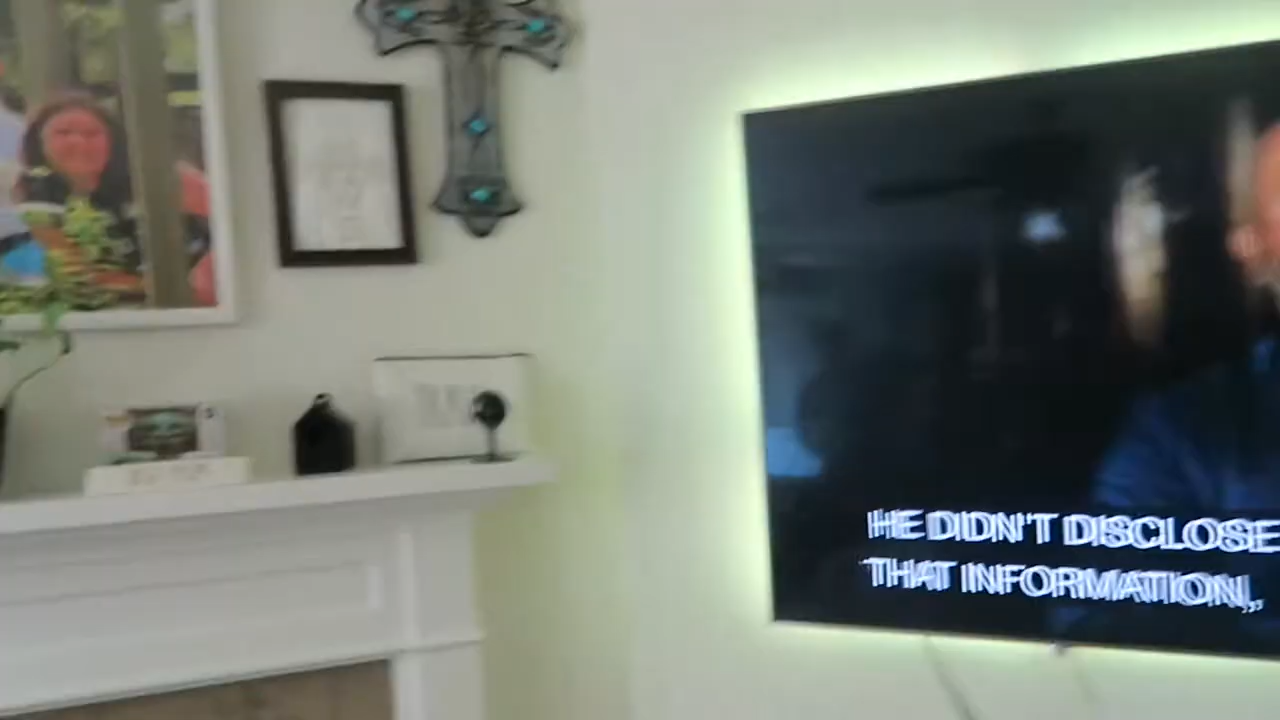 HE DIDN'T DISCLOSE
THAT INFORMATION,